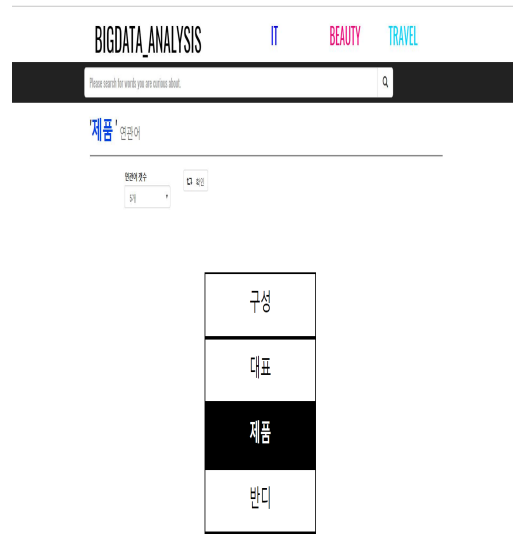 BIGDATA_ANALYSIS IT BEAUTY TRAVEL
Please search for words you are curious about.
'제품 ' 연관어
연관어 갯수
5개 확인
구성
대표
제품
반디